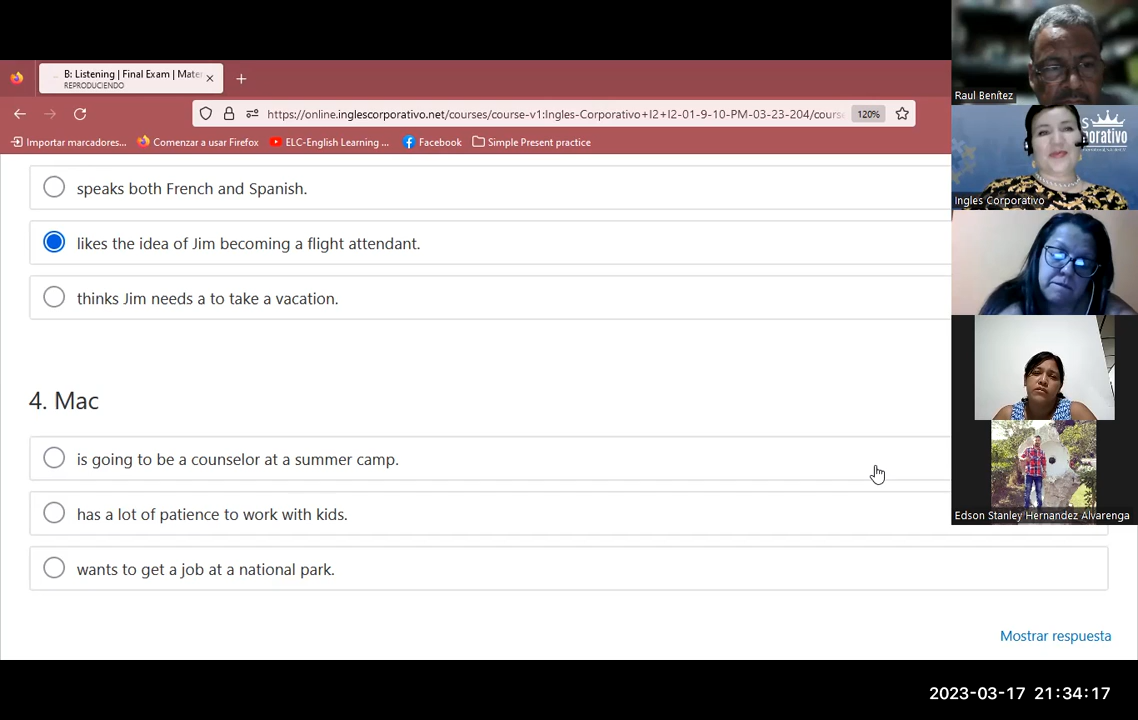 B: Listening | Final Exam | Mate
REPRODUCIENDO
https://online.inglescorporativo.net/courses/course-v1:Ingles-Corporativo+I2+I2-01-9-10-PM-03-23-204/cours
120%
Importar marcadores...
Comenzar a usar Firefox
ELC-English Learning ...
Facebook
Simple Present practice
speaks both French and Spanish.
likes the idea of Jim becoming a flight attendant.
thinks Jim needs a to take a vacation.
4. Mac
is going to be a counselor at a summer camp.
has a lot of patience to work with kids.
wants to get a job at a national park.
Mostrar respuesta
Raul Benítez
S
orativo
Ingles Corporativo
Edson Stanley Hernandez Alvarenga
2023-03-17 21:34:17